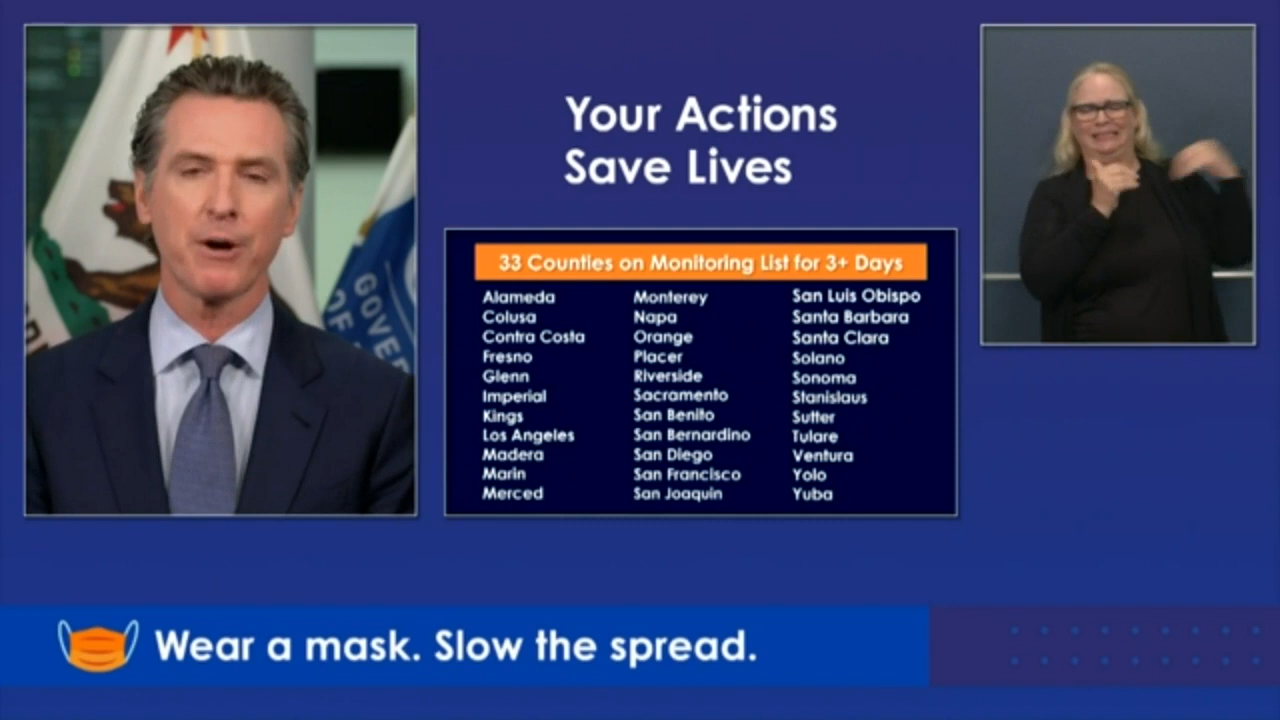 Your Actions
Save Lives
33 Counties on Monitoring List for 3+ Days
Alameda
Colusa
Contra Costa
Fresno
Glenn
Imperial
Kings
Los Angeles
Madera
Marin
Merced
Monterey
Napa
Orange
Placer
Riverside
Sacramento
San Benito
San Bernardino
San Diego
San Francisco
San Joaquin
San Luis Obispo
Santa Barbara
Santa Clara
Solano
Sonoma
Stanislaus
Sutter
Tulare
Ventura
Yolo
Yuba
Wear a mask. Slow the spread.